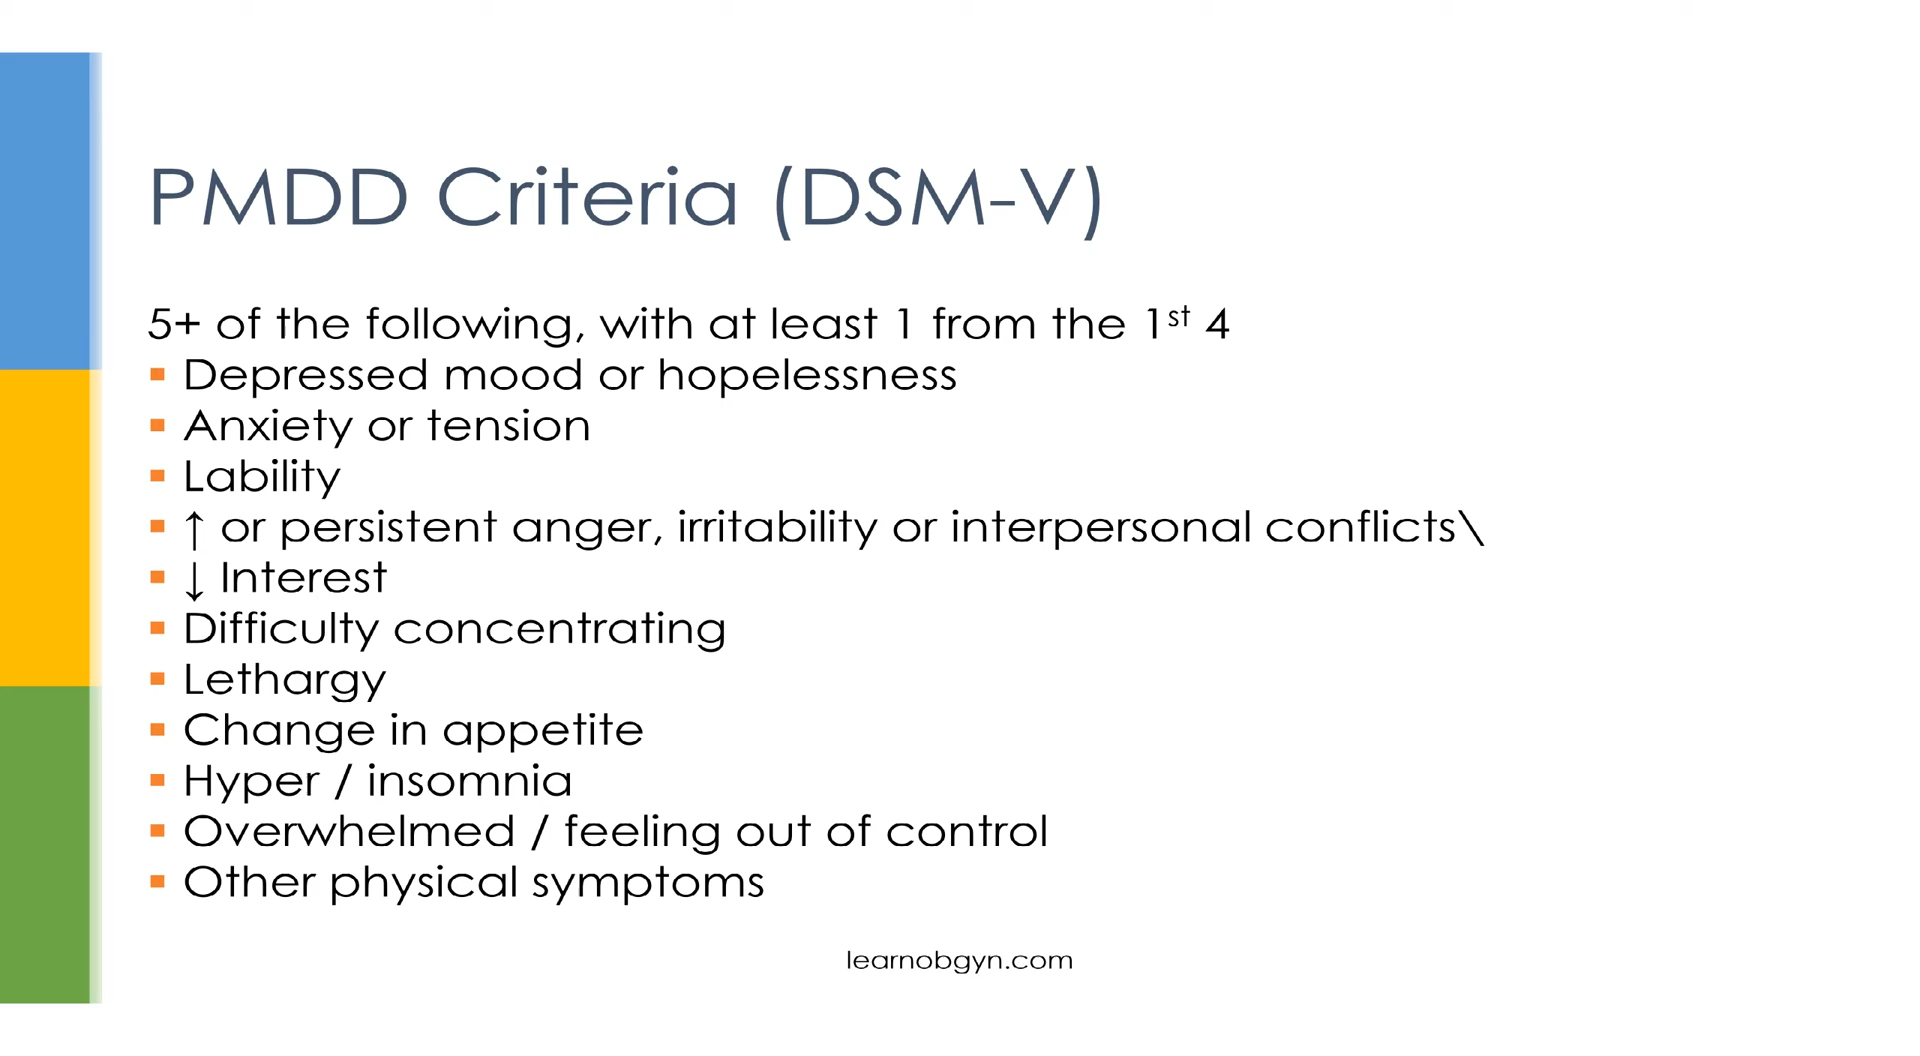 PMDD Criteria (DSM-V)
5+ of the following, with at least 1 from the 1st 4
▪ Depressed mood or hopelessness
▪ Anxiety or tension
▪ Lability
▪ ↑ or persistent anger, irritability or interpersonal conflicts\
▪ ↓ Interest
▪ Difficulty concentrating
▪ Lethargy
▪ Change in appetite
▪ Hyper / insomnia
▪ Overwhelmed / feeling out of control
▪ Other physical symptoms
learnobgyn.com